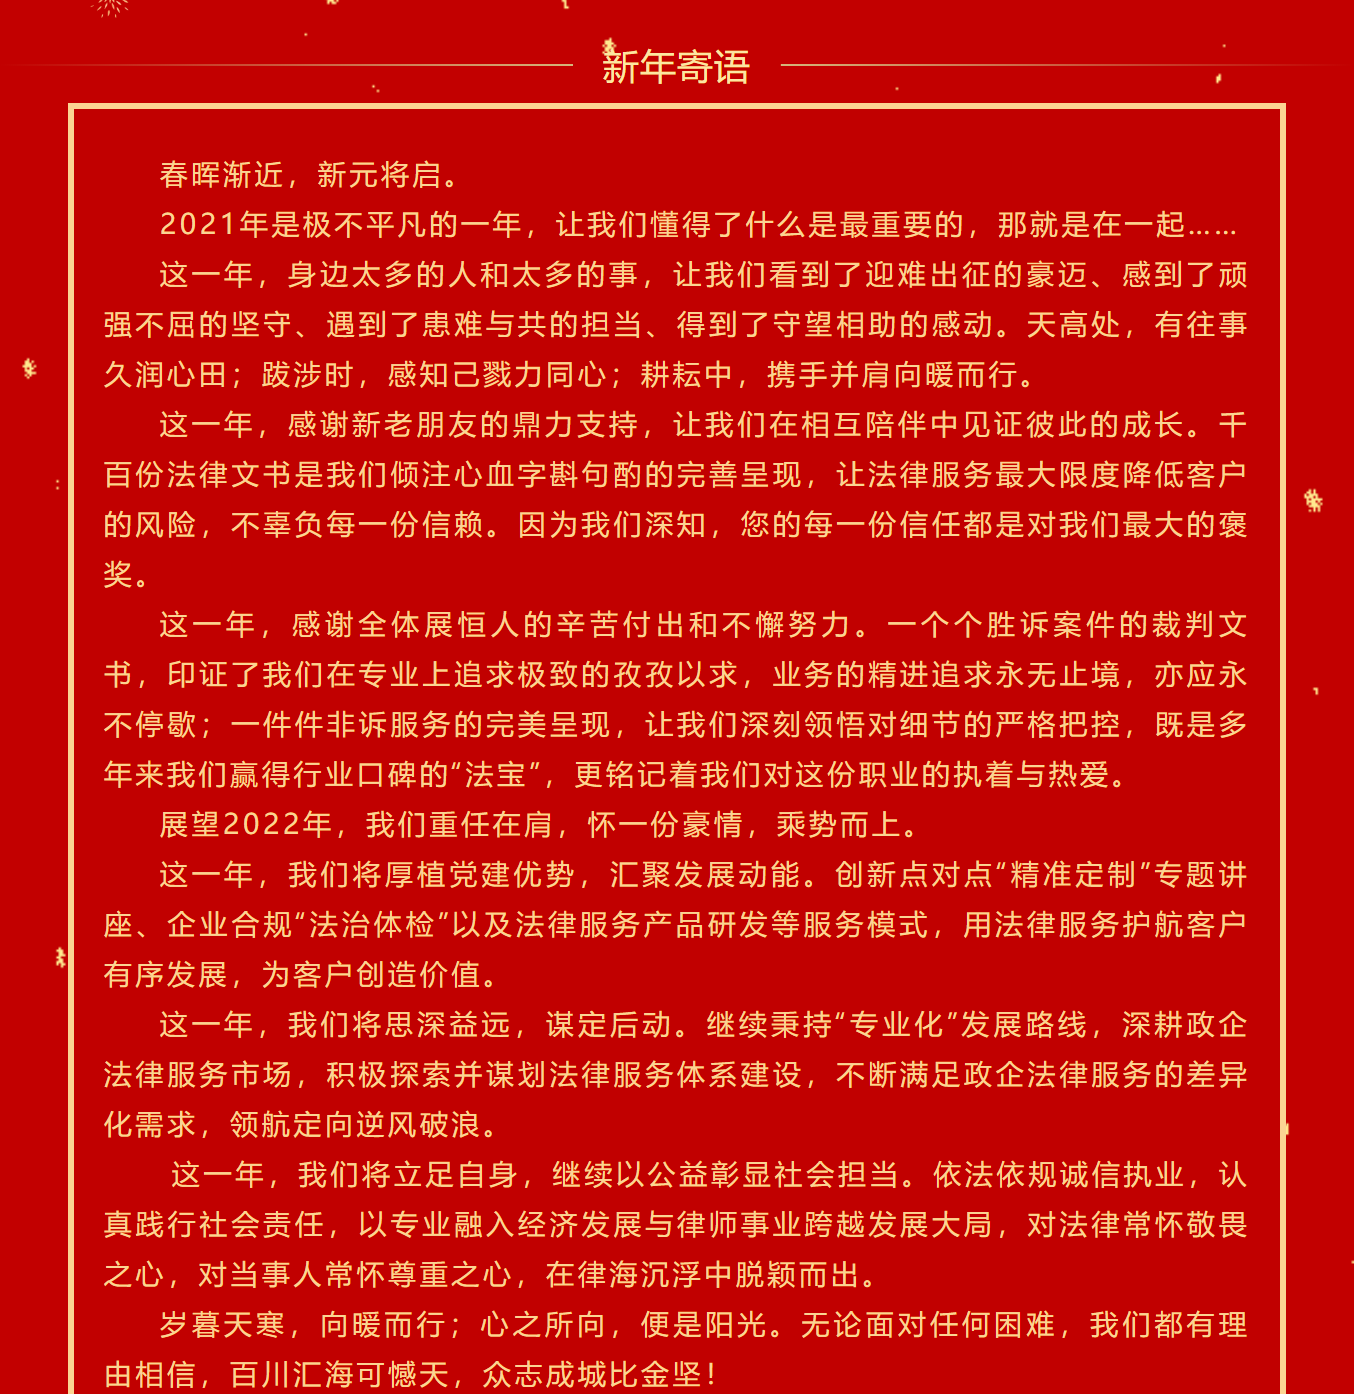 新年寄语
春晖渐近，新元将启。
2021年是极不平凡的一年，让我们懂得了什么是最重要的，那就是在一起……
这一年，身边太多的人和太多的事，让我们看到了迎难出征的豪迈、感到了顽
强不屈的坚守、遇到了患难与共的担当、得到了守望相助的感动。天高处，有往事
久润心田；跋涉时，感知己戮力同心；耕耘中，携手并肩向暖而行。
这一年，感谢新老朋友的鼎力支持，让我们在相互陪伴中见证彼此的成长。千
百份法律文书是我们倾注心血字斟句酌的完善呈现，让法律服务最大限度降低客户
的风险，不辜负每一份信赖。因为我们深知，您的每一份信任都是对我们最大的褒
奖。
这一年，感谢全体展恒人的辛苦付出和不懈努力。一个个胜诉案件的裁判文
书，印证了我们在专业上追求极致的孜孜以求，业务的精进追求永无止境，亦应永
不停歇；一件件非诉服务的完美呈现，让我们深刻领悟对细节的严格把控，既是多
年来我们赢得行业口碑的“法宝”，更铭记着我们对这份职业的执着与热爱。
展望2022年，我们重任在肩，怀一份豪情，乘势而上。
这一年，我们将厚植党建优势，汇聚发展动能。创新点对点“精准定制”专题讲
座、企业合规“法治体检”以及法律服务产品研发等服务模式，用法律服务护航客户
有序发展，为客户创造价值。
这一年，我们将思深益远，谋定后动。继续秉持“专业化”发展路线，深耕政企
法律服务市场，积极探索并谋划法律服务体系建设，不断满足政企法律服务的差异
化需求，领航定向逆风破浪。
这一年，我们将立足自身，继续以公益彰显社会担当。依法依规诚信执业，认
真践行社会责任，以专业融入经济发展与律师事业跨越发展大局，对法律常怀敬畏
之心，对当事人常怀尊重之心，在律海沉浮中脱颖而出。
岁暮天寒，向暖而行；心之所向，便是阳光。无论面对任何困难，我们都有理
由相信，百川汇海可憾天，众志成城比金坚！